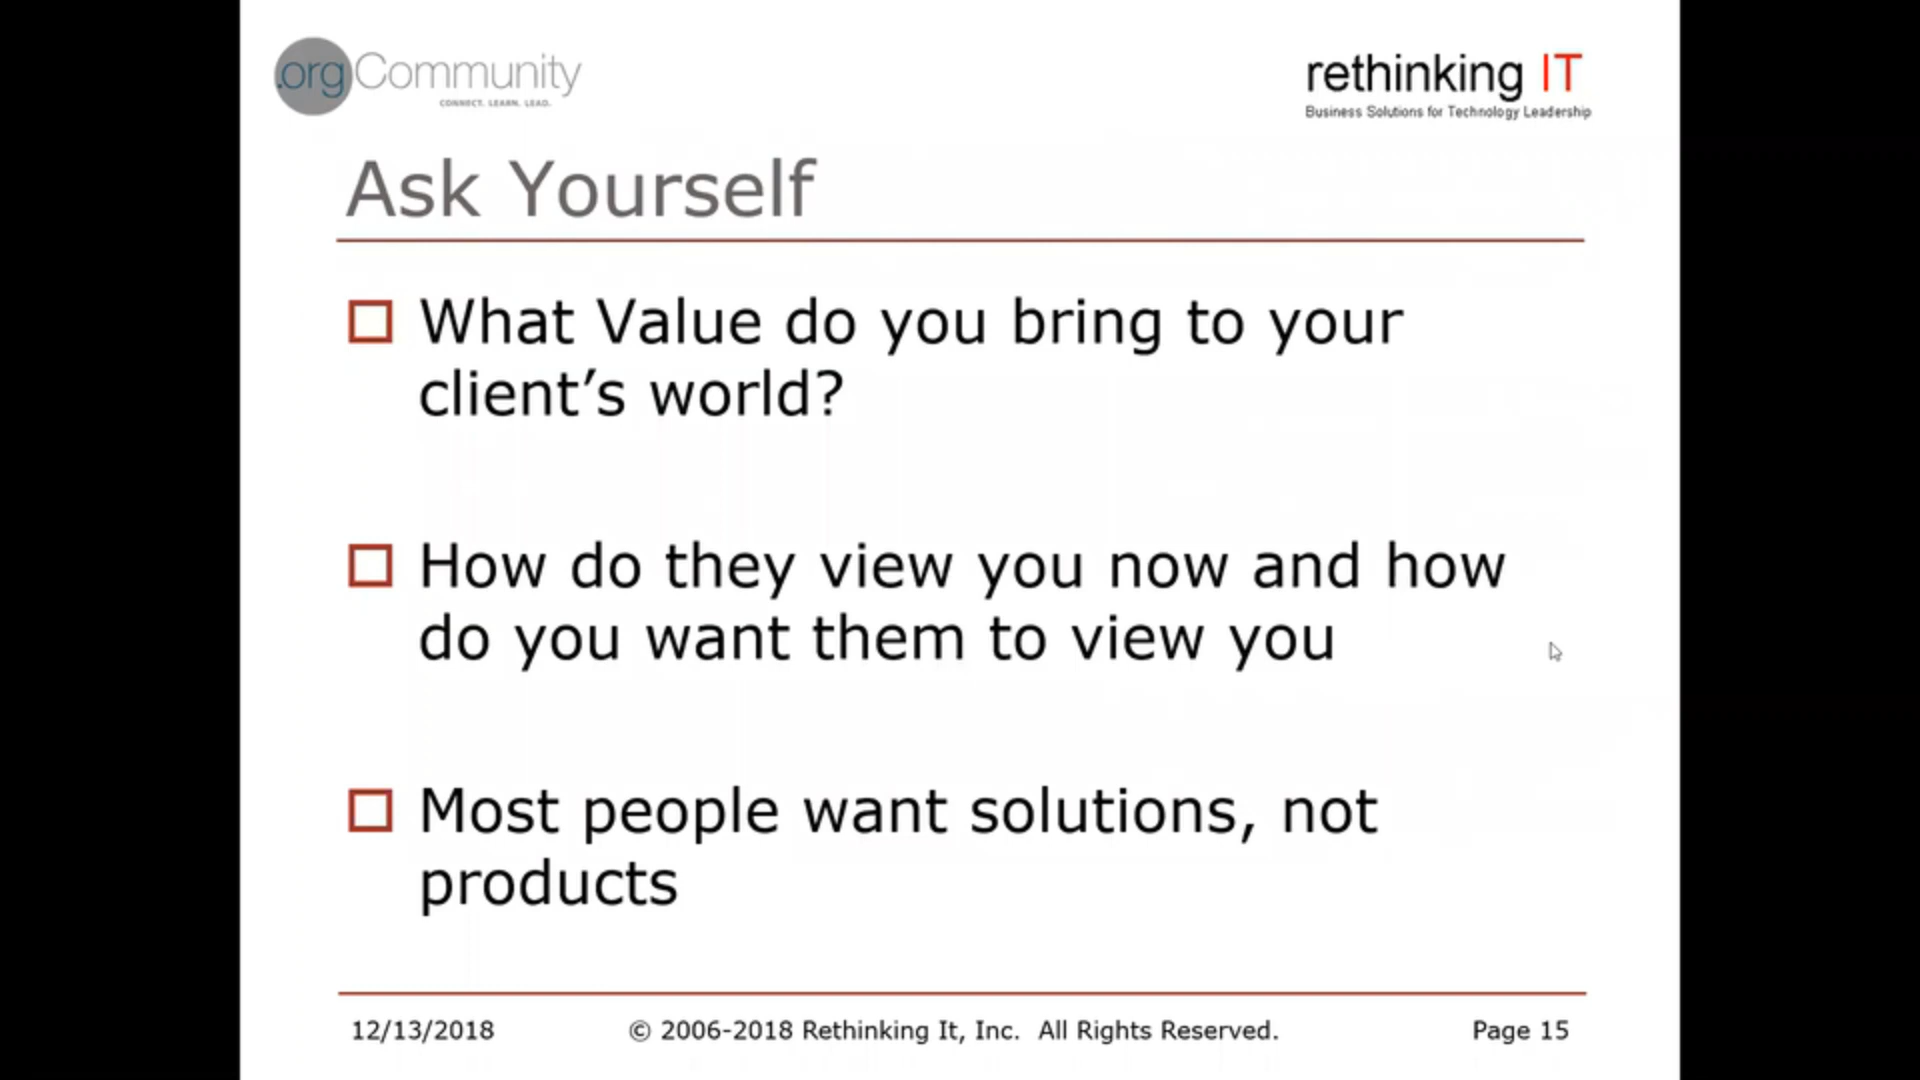 .orgCommunity
CONNECT. LEARN. LEAD.
rethinking IT
Business Solutions for Technology Leadership
Ask Yourself
What Value do you bring to your
client’s world?
How do they view you now and how
do you want them to view you
Most people want solutions, not
products
12/13/2018 © 2006-2018 Rethinking It, Inc. All Rights Reserved. Page 15